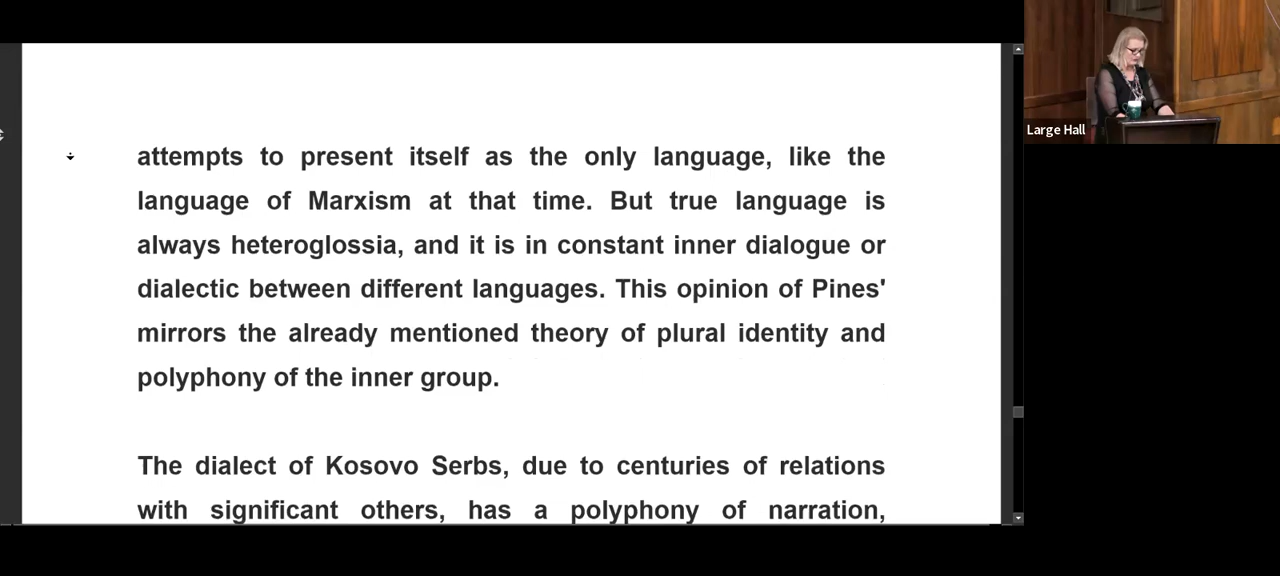 attempts to present itself as the only language, like the
language of Marxism at that time. But true language is
always heteroglossia, and it is in constant inner dialogue or
dialectic between different languages. This opinion of Pines'
mirrors the already mentioned theory of plural identity and
polyphony of the inner group.
The dialect of Kosovo Serbs, due to centuries of relations
with significant others, has a polyphony of narration,
Large Hall